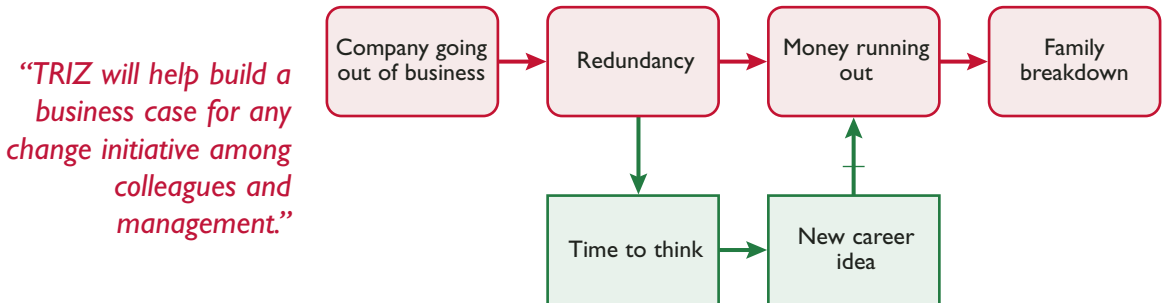 “TRIZ will help build a
business case for any
change initiative among
colleagues and
management.”
Company going
out of business
Redundancy
Money running
out
Family
breakdown
Time to think
New career
idea